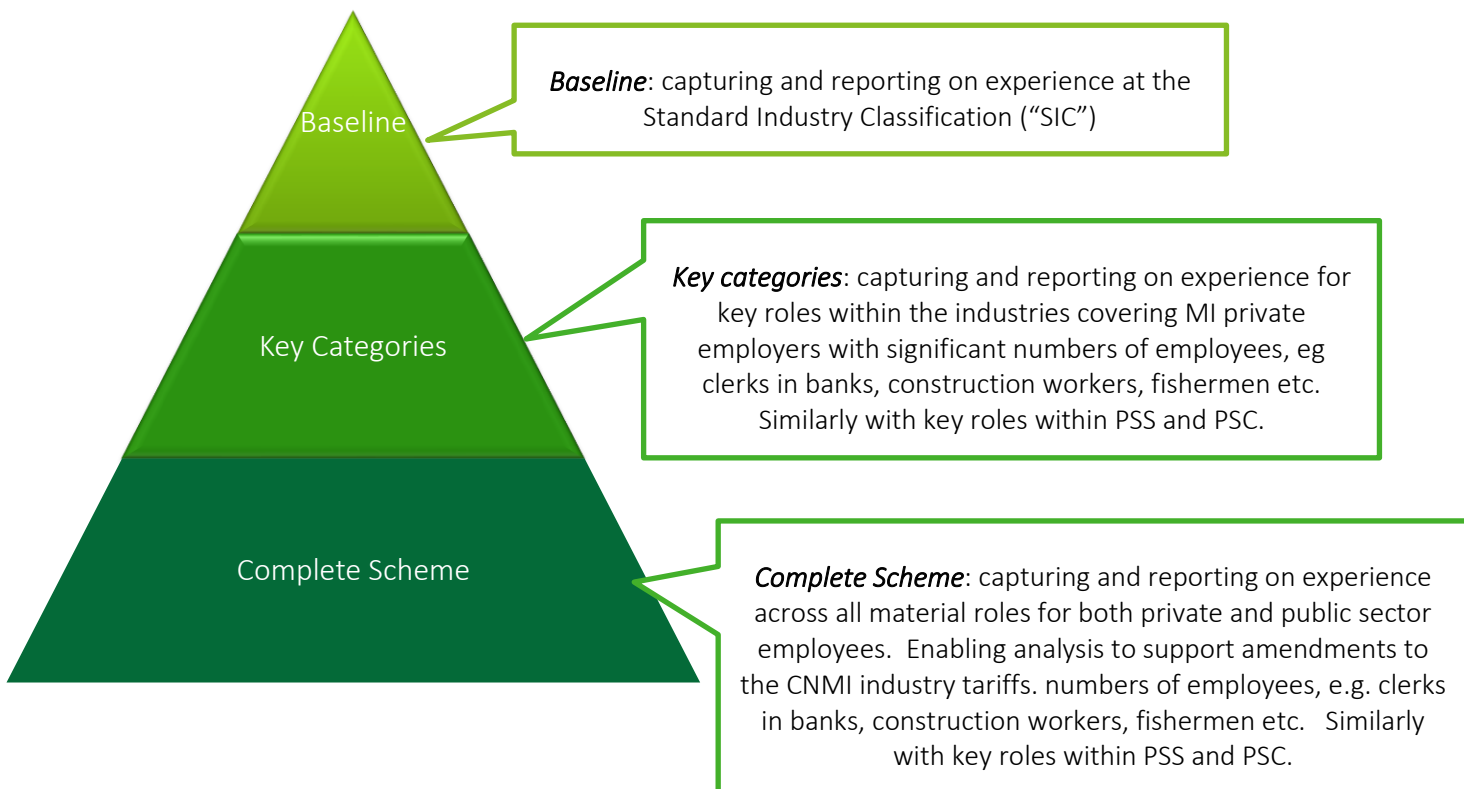 Baseline
Baseline: capturing and reporting on experience at the
Standard Industry Classification (“SIC”)
Key Categories
Key categories: capturing and reporting on experience for
key roles within the industries covering MI private
employers with significant numbers of employees, eg
clerks in banks, construction workers, fishermen etc.
Similarly with key roles within PSS and PSC.
Complete Scheme
Complete Scheme: capturing and reporting on experience
across all material roles for both private and public sector
employees.  Enabling analysis to support amendments to
the CNMI industry tariffs. numbers of employees, e.g. clerks
in banks, construction workers, fishermen etc.   Similarly
with key roles within PSS and PSC.